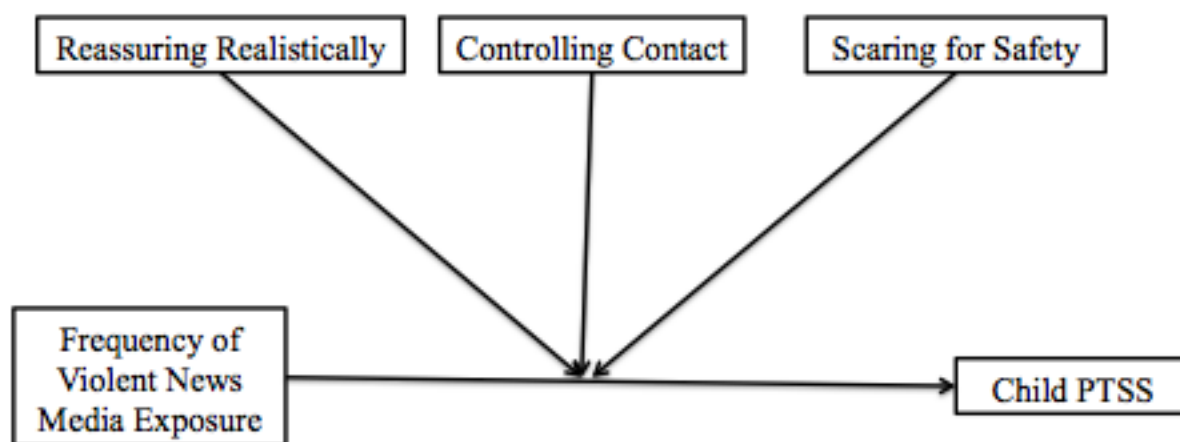 Reassuring Realistically
Controlling Contact
Scaring for Safety
Frequency of
Violent News
Media Exposure
Child PTSS